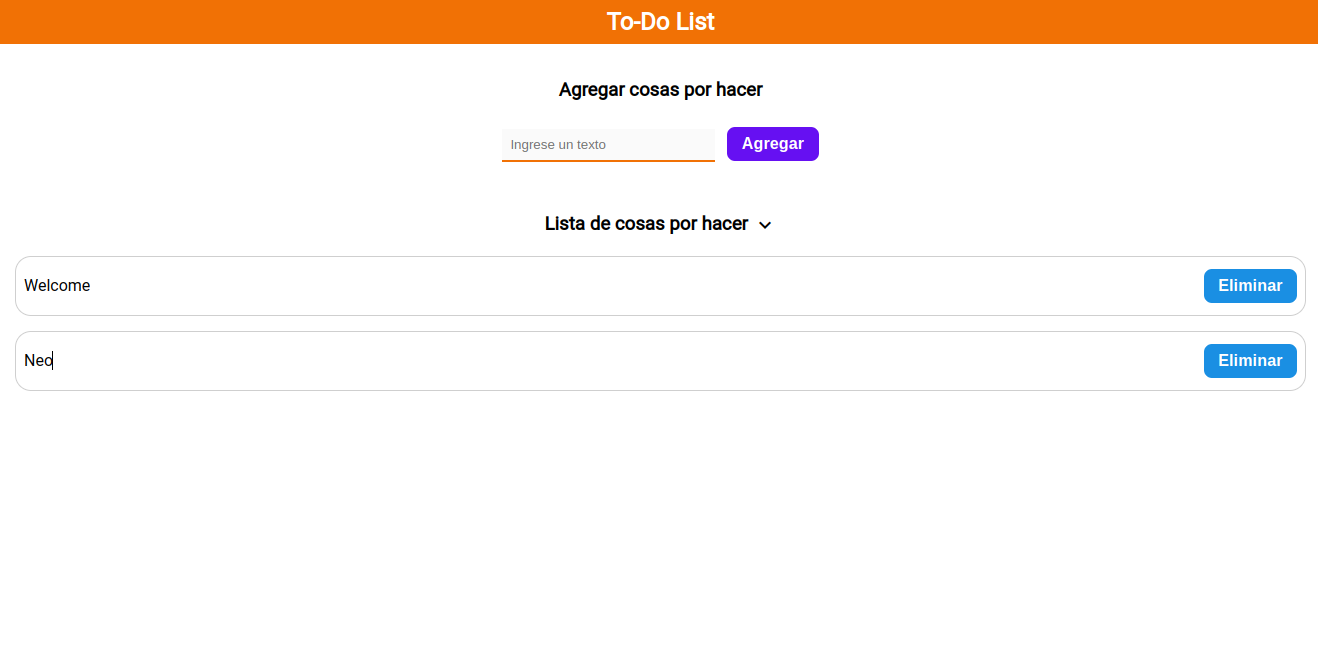 To-Do List
Agregar cosas por hacer
Ingrese un texto Agregar
Lista de cosas por hacer
Welcome Eliminar
Neo Eliminar